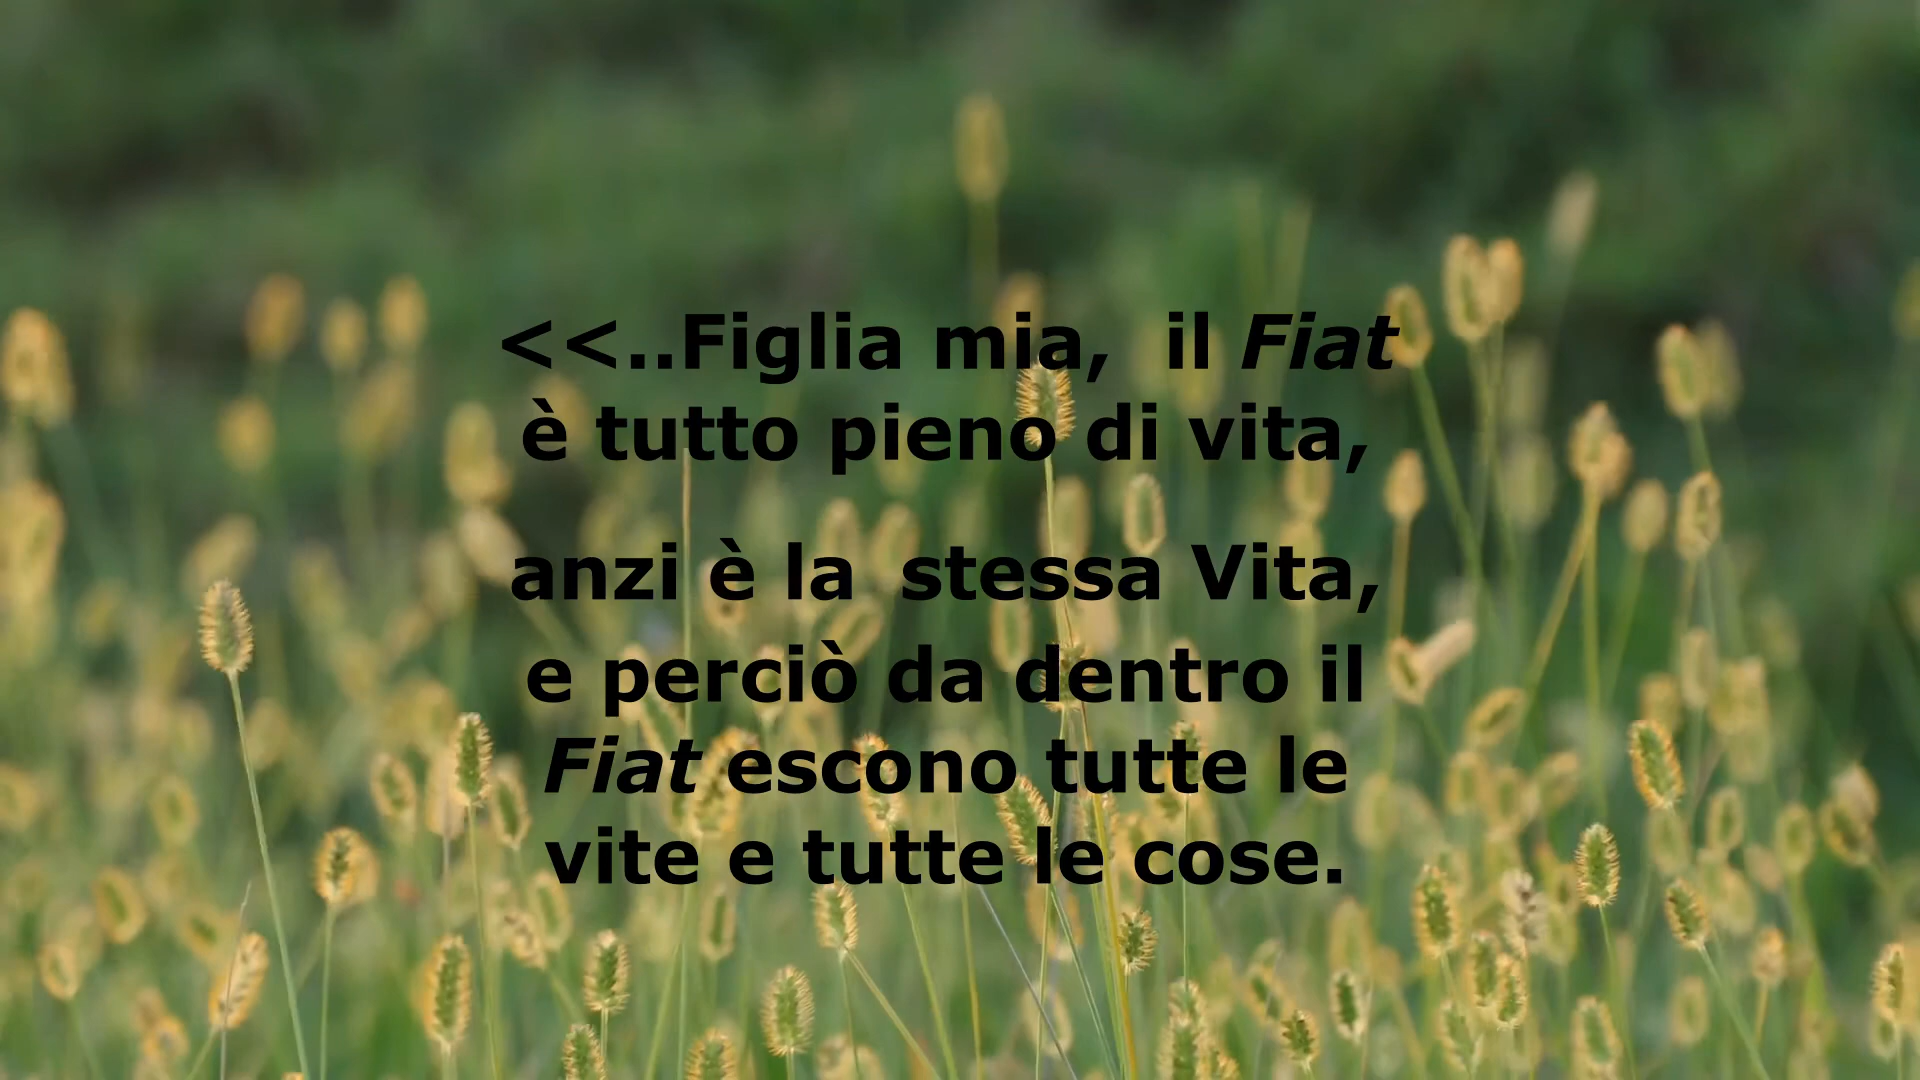 <<..Figlia mia,  il Fiat
è tutto pieno di vita,
anzi è la  stessa Vita,
e perciò da dentro il
Fiat escono tutte le
vite e tutte le cose.